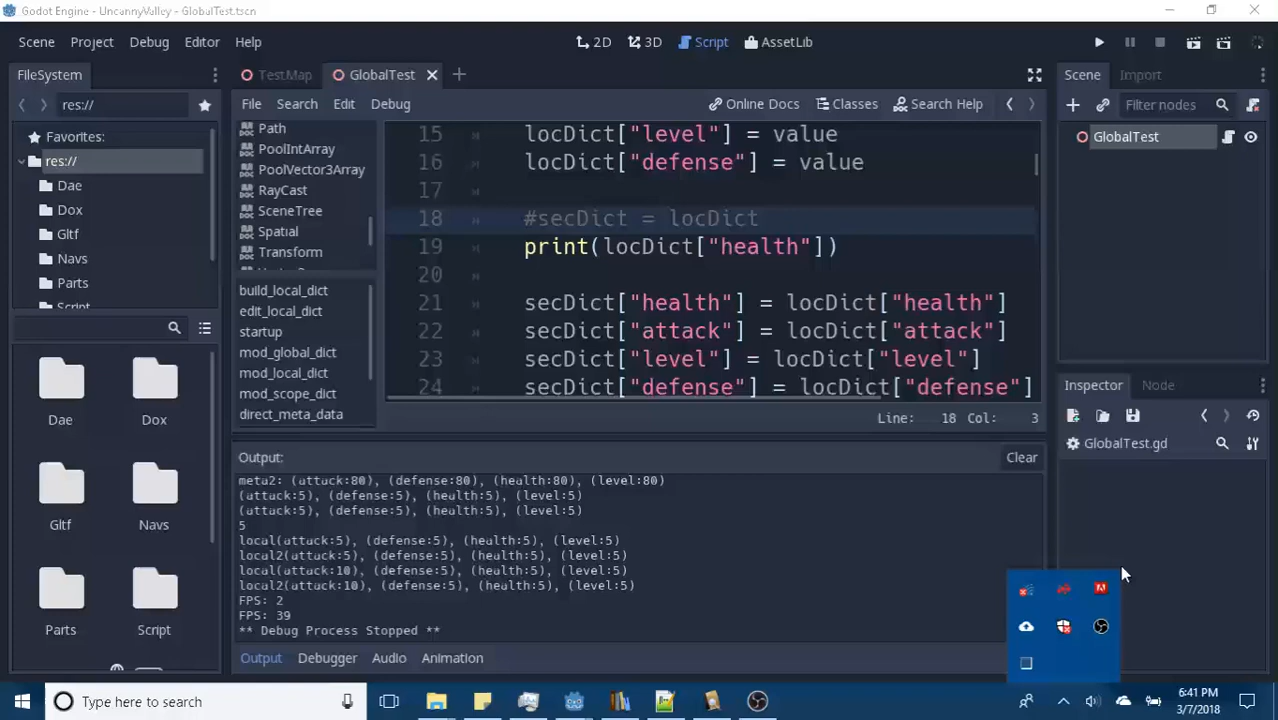 Godot Engine - UncannyValley - GlobalTest.tscn
Scene Project Debug Editor Help
2D 3D Script AssetLib
FileSystem
res://
Favorites:
res://
Dae
Dox
Gltf
Navs
Parts
Script
Dae Dox
Gltf Navs
Parts Script
TestMap GlobalTest
File Search Edit Debug
Online Docs Classes Search Help
Path
PoolIntArray
PoolVector3Array
RayCast
SceneTree
Spatial
Transform
build_local_dict
edit_local_dict
startup
mod_global_dict
mod_local_dict
mod_scope_dict
direct_meta_data
15 locDict["level"] = value
16 locDict["defense"] = value
17
18 #secDict = locDict
19 print(locDict["health"])
20
21 secDict["health"] = locDict["health"]
22 secDict["attack"] = locDict["attack"]
23 secDict["level"] = locDict["level"]
24 secDict["defense"] = locDict["defense"]
Line: 18 Col: 3
Output: Clear
meta2: (attack:80), (defense:80), (health:80), (level:80)
(attack:5), (defense:5), (health:5), (level:5)
(attack:5), (defense:5), (health:5), (level:5)
5
local(attack:5), (defense:5), (health:5), (level:5)
local2(attack:5), (defense:5), (health:5), (level:5)
local(attack:10), (defense:5), (health:5), (level:5)
local2(attack:10), (defense:5), (health:5), (level:5)
FPS: 2
FPS: 39
** Debug Process Stopped **
Output Debugger Audio Animation
Scene Import
Filter nodes
GlobalTest
Inspector Node
GlobalTest.gd
Type here to search
6:41 PM
3/7/2018